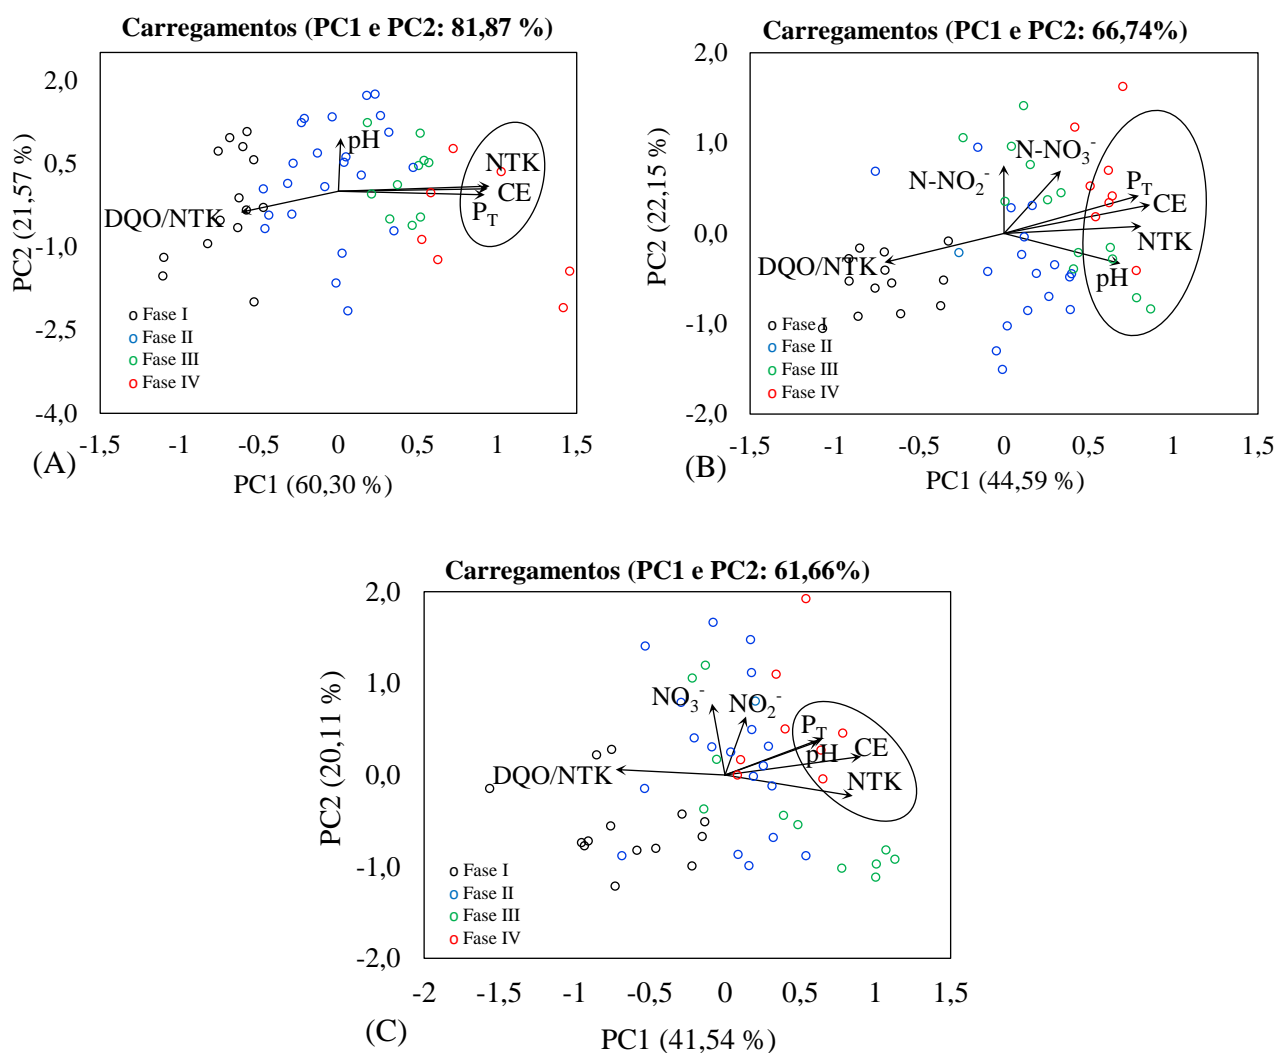 Carregamentos (PC1 e PC2: 81,87 %)
2,0
0,5
-1,0
-2,5
-4,0
PC2 (21,57 %)
pH
NTK
CE
P_T
DQO/NTK
Fase I
Fase II
Fase III
Fase IV
-1,5 -1 -0,5 0 0,5 1 1,5
(A)
PC1 (60,30 %)
Carregamentos (PC1 e PC2: 66,74%)
2,0
1,0
0,0
-1,0
-2,0
PC2 (22,15 %)
N-NO₃⁻
N-NO₂⁻
P_T
CE
NTK
DQO/NTK
pH
Fase I
Fase II
Fase III
Fase IV
-1,5 -1 -0,5 0 0,5 1 1,5
(B)
PC1 (44,59 %)
Carregamentos (PC1 e PC2: 61,66%)
2,0
1,0
0,0
-1,0
-2,0
PC2 (20,11 %)
NO₃⁻
NO₂⁻
P_T
pH
CE
DQO/NTK
NTK
Fase I
Fase II
Fase III
Fase IV
-2 -1,5 -1 -0,5 0 0,5 1 1,5
(C)
PC1 (41,54 %)